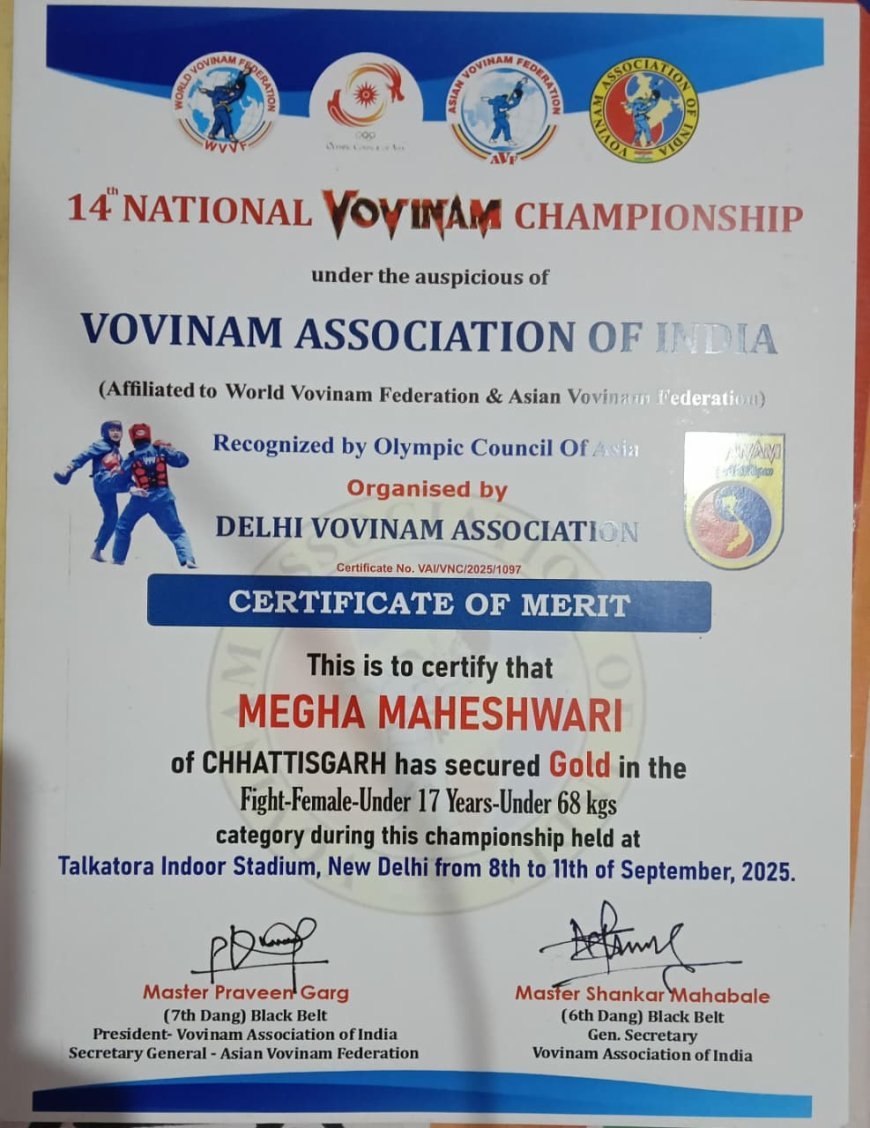 WORLD VOVINAM FEDERATION
WVVF
Olympic Council of Asia
ASIAN VOVINAM FEDERATION
AVF
VOVINAM ASSOCIATION OF INDIA
14th NATIONAL VOVINAM CHAMPIONSHIP
under the auspicious of
VOVINAM ASSOCIATION OF INDIA
(Affiliated to World Vovinam Federation & Asian Vovinam Federation)
Recognized by Olympic Council Of Asia
Organised by
DELHI VOVINAM ASSOCIATION
Certificate No. VAI/VNC/2025/1097
CERTIFICATE OF MERIT
This is to certify that
MEGHA MAHESHWARI
of CHHATTISGARH has secured Gold in the
Fight-Female-Under 17 Years-Under 68 kgs
category during this championship held at
Talkatora Indoor Stadium, New Delhi from 8th to 11th of September, 2025.
Master Praveen Garg
(7th Dang) Black Belt
President- Vovinam Association of India
Secretary General - Asian Vovinam Federation
Master Shankar Mahabale
(6th Dang) Black Belt
Gen. Secretary
Vovinam Association of India